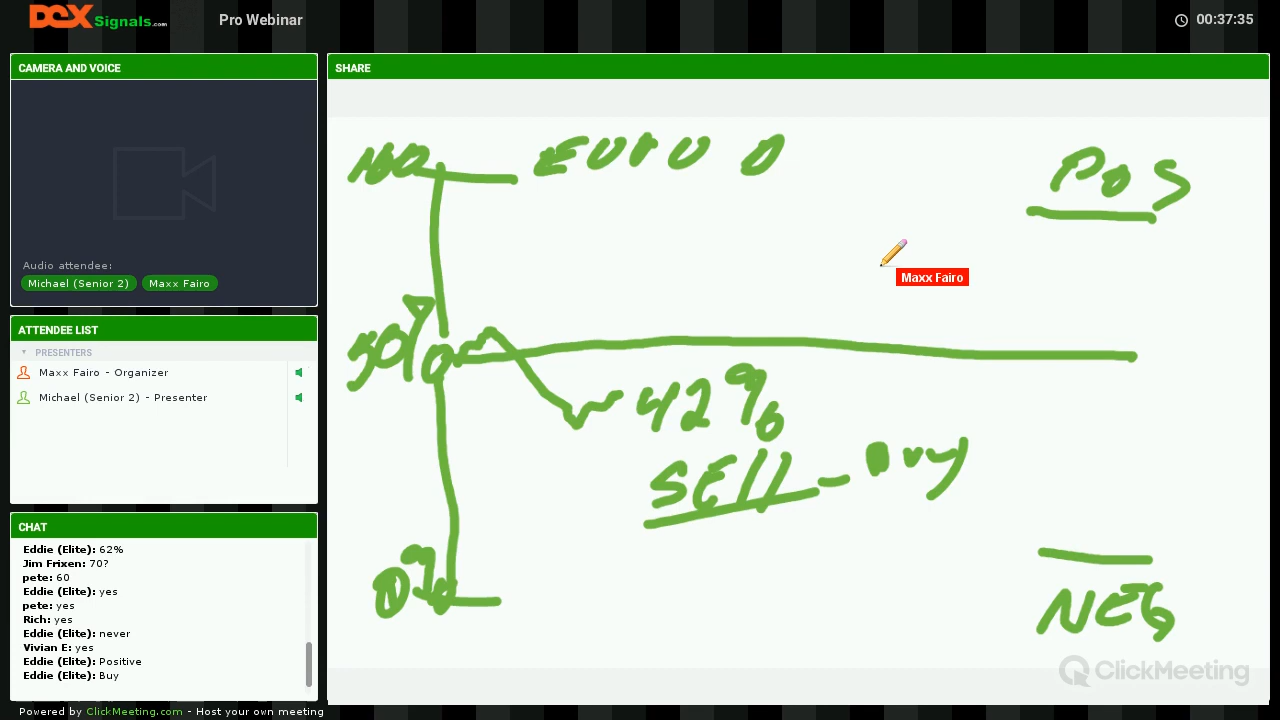 DCX Signals.com
Pro Webinar
00:37:35
CAMERA AND VOICE
Audio attendee:
Michael (Senior 2) Maxx Fairo
ATTENDEE LIST
PRESENTERS
Maxx Fairo - Organizer
Michael (Senior 2) - Presenter
CHAT
Eddie (Elite): 62%
Jim Frixen: 70?
pete: 60
Eddie (Elite): yes
pete: yes
Rich: yes
Eddie (Elite): never
Vivian E: yes
Eddie (Elite): Positive
Eddie (Elite): Buy
Powered by ClickMeeting.com - Host your own meeting
SHARE
100
POS
Maxx Fairo
50%
42%
SELL - Buy
0%
NEG
ClickMeeting